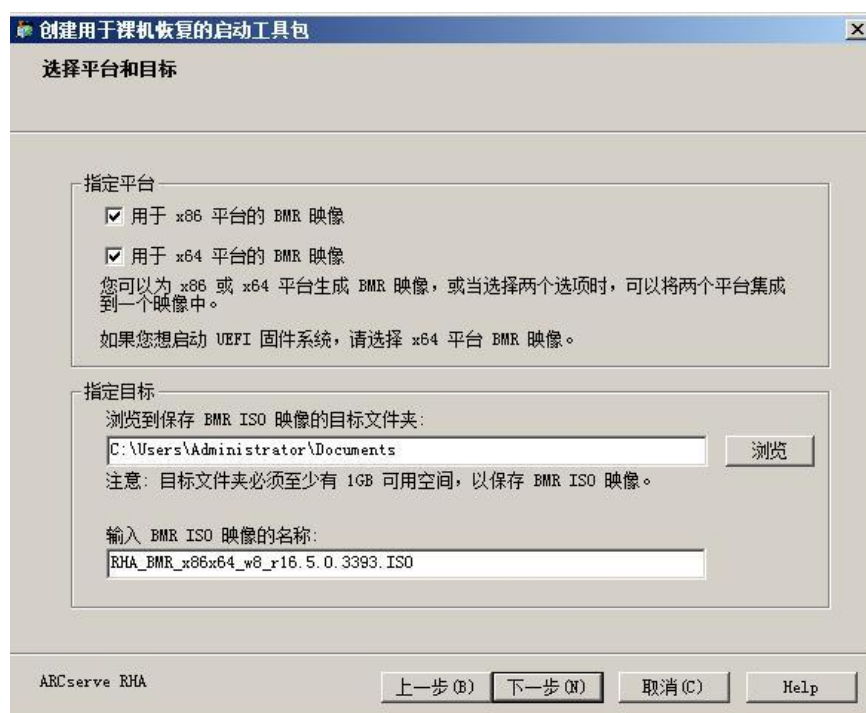 创建用于裸机恢复的启动工具包
选择平台和目标
指定平台
用于 x86 平台的 BMR 映像
用于 x64 平台的 BMR 映像
您可以为 x86 或 x64 平台生成 BMR 映像，或当选择两个选项时，可以将两个平台集成
到一个映像中。
如果您想启动 UEFI 固件系统，请选择 x64 平台 BMR 映像。
指定目标
浏览到保存 BMR ISO 映像的目标文件夹:
C:\Users\Administrator\Documents
浏览
注意: 目标文件夹必须至少有 1GB 可用空间，以保存 BMR ISO 映像。
输入 BMR ISO 映像的名称:
RHA_BMR_x86x64_w8_r16.5.0.3393.ISO
ARCserve RHA
上一步(B)
下一步(N)
取消(C)
Help